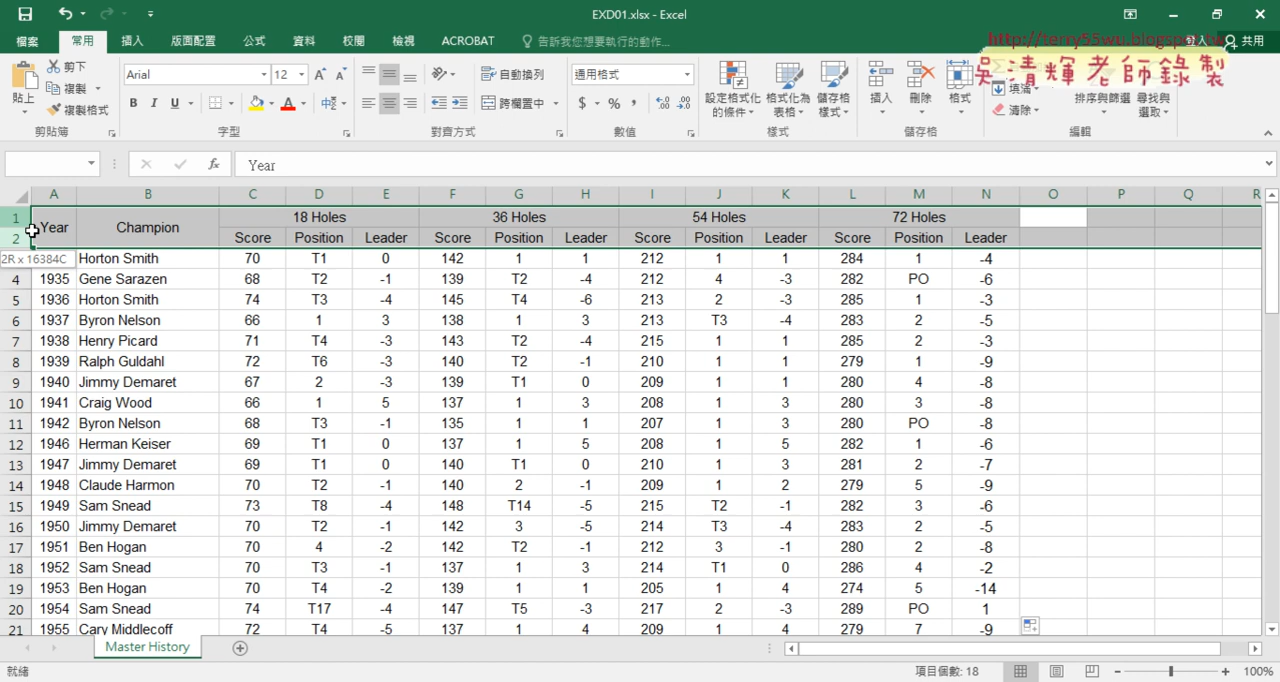 EXD01.xlsx - Excel
檔案 常用 插入 版面配置 公式 資料 校閱 檢視 ACROBAT 告訴我您想要執行的動作... 登入 共用
http://terry55wu.blogspot.tw
吳清輝老師錄製
貼上 剪下 複製 複製格式 剪貼簿
Arial 12 B I U 字型
自動換列 跨欄置中 對齊方式
通用格式 $ % , 數值
設定格式化的條件 格式化為表格 儲存格樣式 樣式
插入 刪除 格式 儲存格
填滿 清除 排序與篩選 尋找與選取 編輯
fx Year
A B C D E F G H I J K L M N O P Q R
1 Year Champion 18 Holes 36 Holes 54 Holes 72 Holes
2 Score Position Leader Score Position Leader Score Position Leader Score Position Leader
2R x 16384C Horton Smith 70 T1 0 142 1 1 212 1 1 284 1 -4
4 1935 Gene Sarazen 68 T2 -1 139 T2 -4 212 4 -3 282 PO -6
5 1936 Horton Smith 74 T3 -4 145 T4 -6 213 2 -3 285 1 -3
6 1937 Byron Nelson 66 1 3 138 1 3 213 T3 -4 283 2 -5
7 1938 Henry Picard 71 T4 -3 143 T2 -4 215 1 1 285 2 -3
8 1939 Ralph Guldahl 72 T6 -3 140 T2 -1 210 1 1 279 1 -9
9 1940 Jimmy Demaret 67 2 -3 139 T1 0 209 1 1 280 4 -8
10 1941 Craig Wood 66 1 5 137 1 3 208 1 3 280 3 -8
11 1942 Byron Nelson 68 T3 -1 135 1 1 207 1 3 280 PO -8
12 1946 Herman Keiser 69 T1 0 137 1 5 208 1 5 282 1 -6
13 1947 Jimmy Demaret 69 T1 0 140 T1 0 210 1 3 281 2 -7
14 1948 Claude Harmon 70 T2 -1 140 2 -1 209 1 2 279 5 -9
15 1949 Sam Snead 73 T8 -4 148 T14 -5 215 T2 -1 282 3 -6
16 1950 Jimmy Demaret 70 T2 -1 142 3 -5 214 T3 -4 283 2 -5
17 1951 Ben Hogan 70 4 -2 142 T2 -1 212 3 -1 280 2 -8
18 1952 Sam Snead 70 T3 -1 137 1 3 214 T1 0 286 4 -2
19 1953 Ben Hogan 70 T4 -2 139 1 1 205 1 4 274 5 -14
20 1954 Sam Snead 74 T17 -4 147 T5 -3 217 2 -3 289 PO 1
21 1955 Cary Middlecoff 72 T4 -5 137 1 4 209 1 4 279 7 -9
Master History
就緒 項目個數: 18 100%